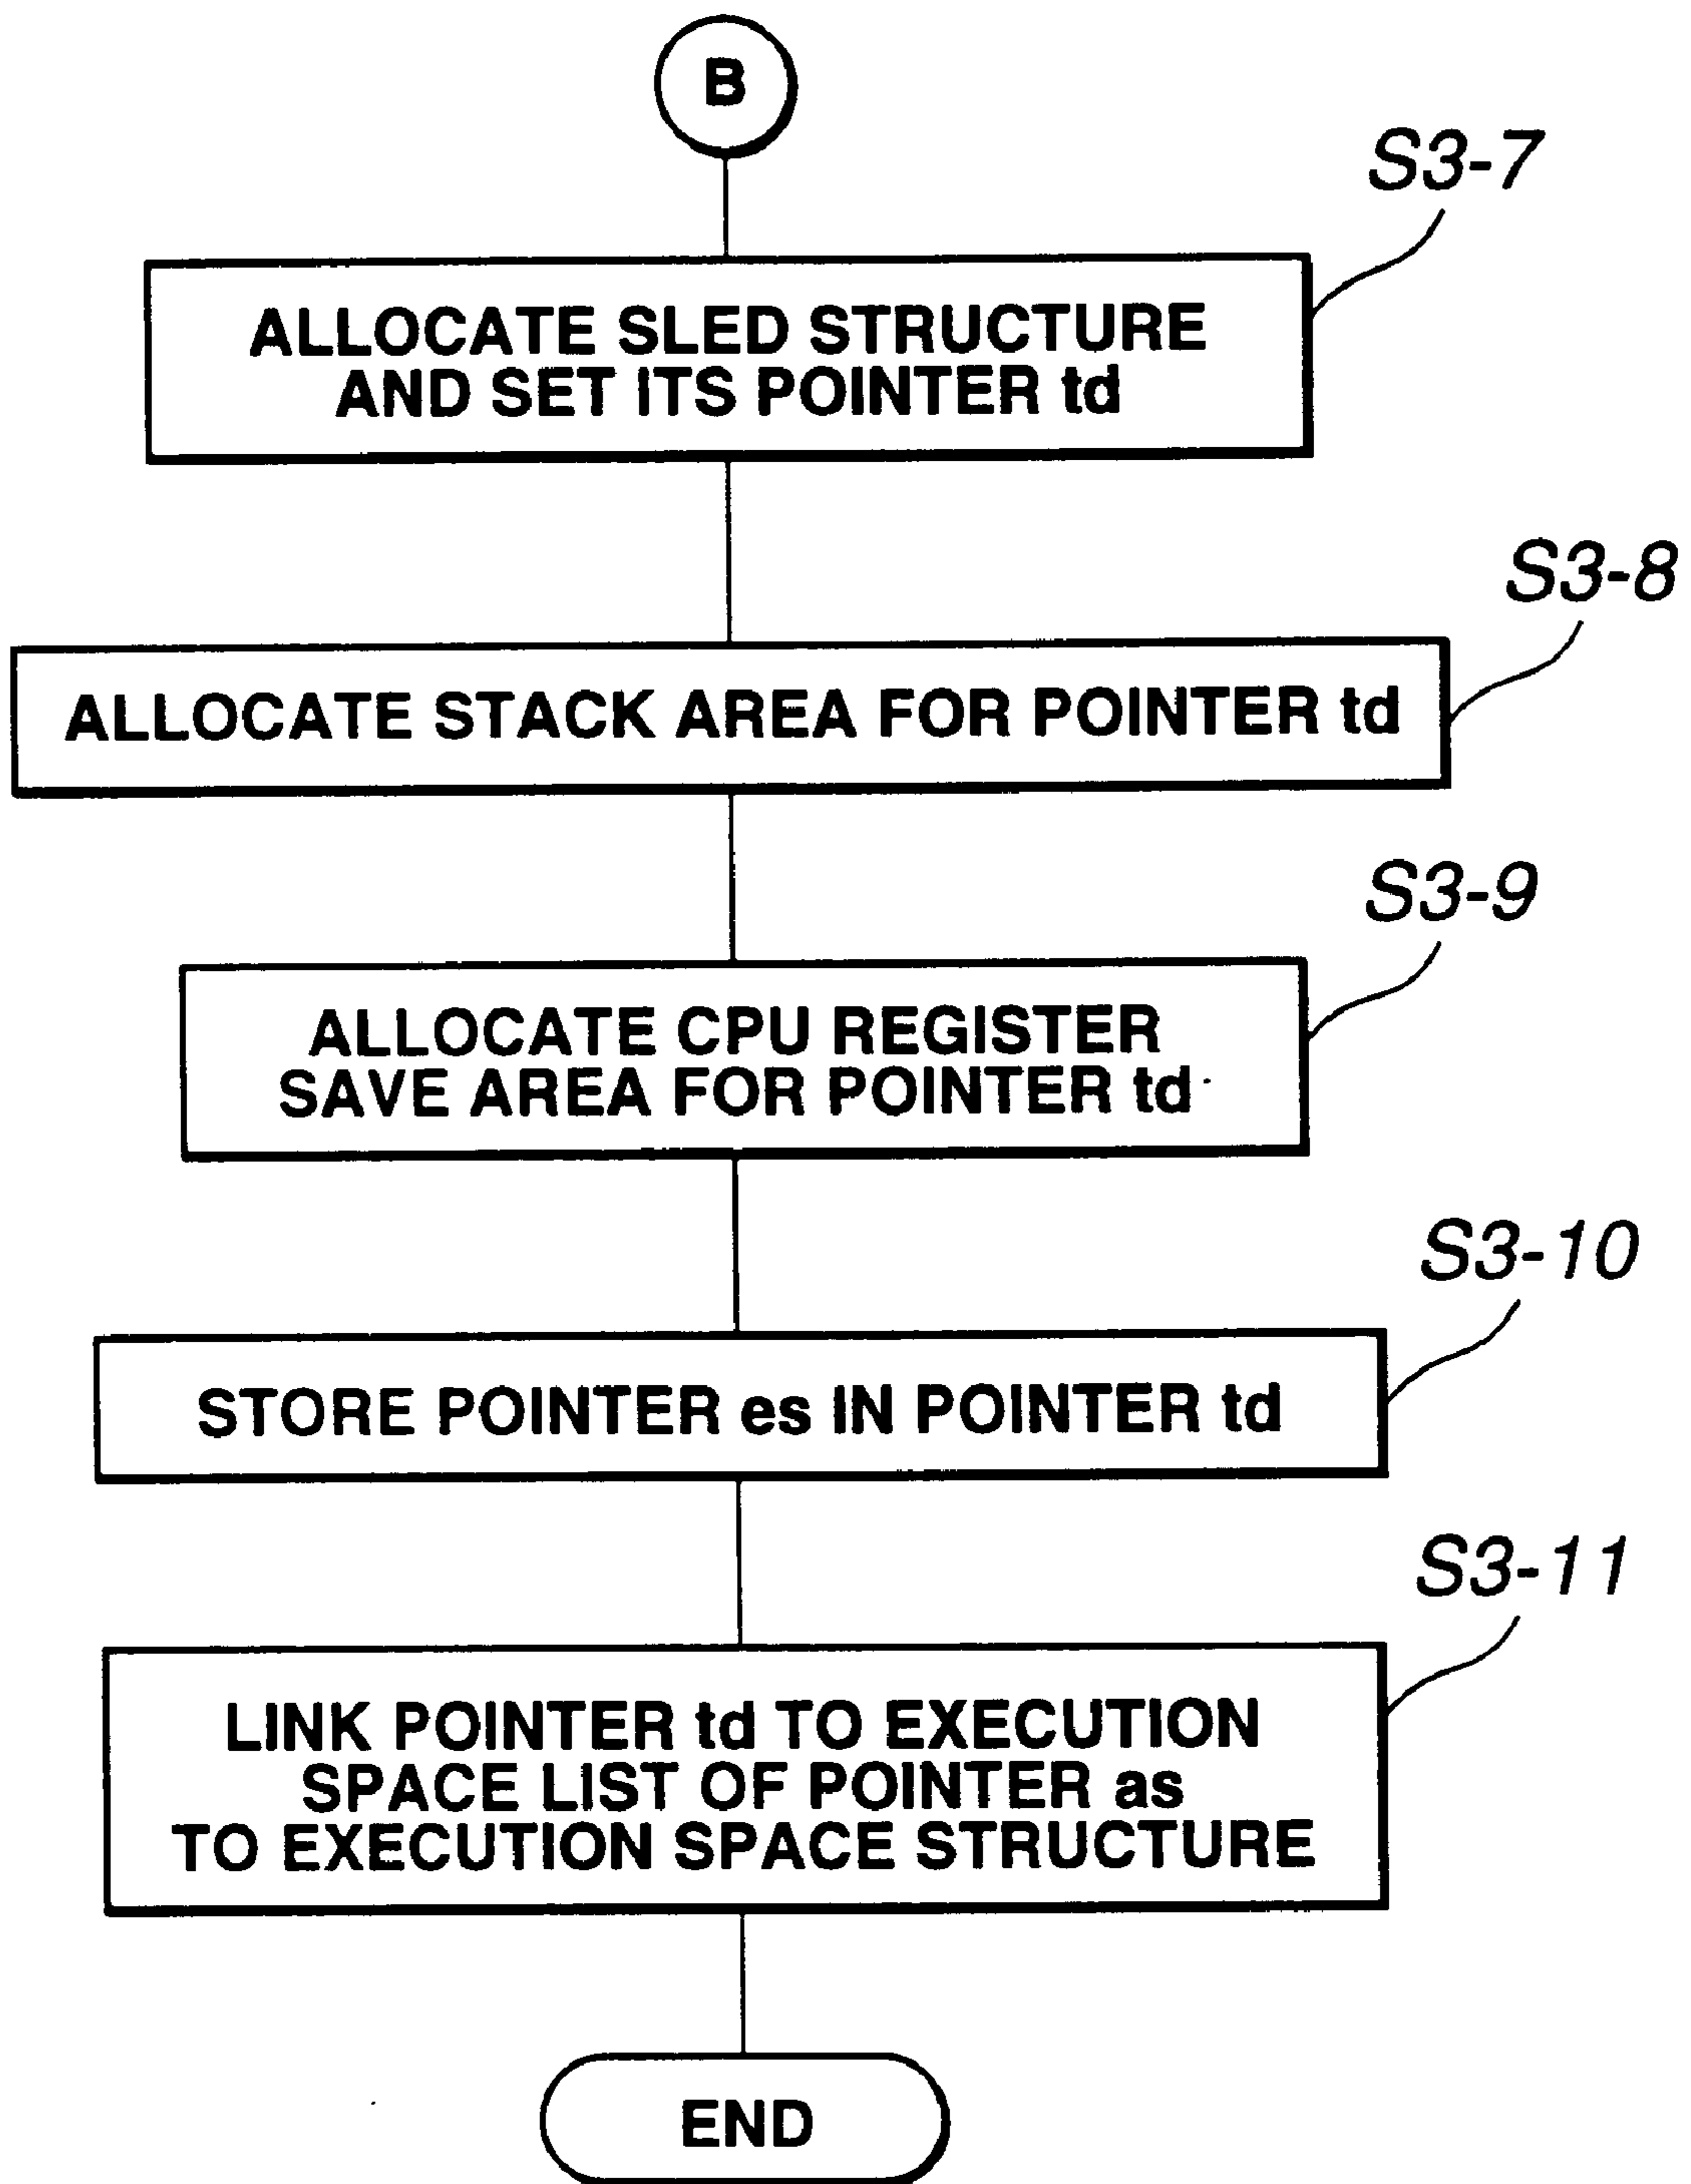 B
S3-7
ALLOCATE SLED STRUCTURE
AND SET ITS POINTER td
S3-8
ALLOCATE STACK AREA FOR POINTER td
S3-9
ALLOCATE CPU REGISTER
SAVE AREA FOR POINTER td
S3-10
STORE POINTER es IN POINTER td
S3-11
LINK POINTER td TO EXECUTION
SPACE LIST OF POINTER as
TO EXECUTION SPACE STRUCTURE
END